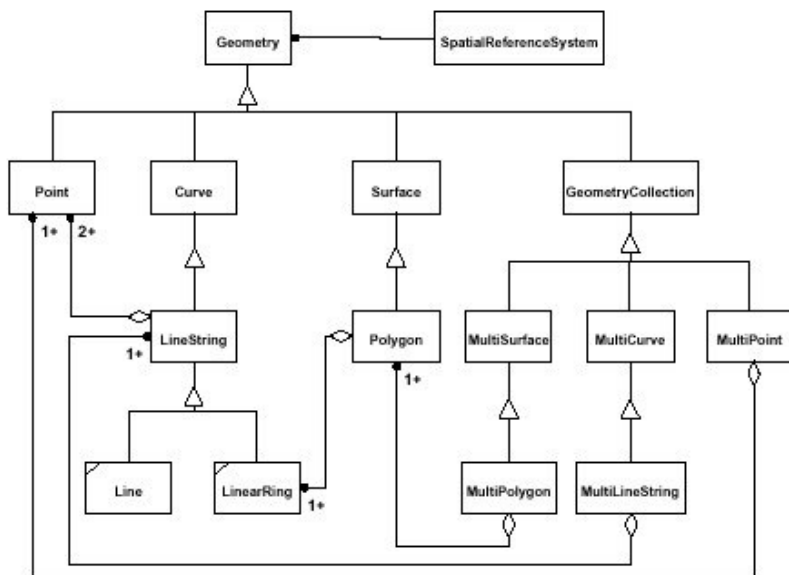 Geometry
SpatialReferenceSystem
Point
Curve
Surface
GeometryCollection
1+
2+
LineString
Polygon
MultiSurface
MultiCurve
MultiPoint
1+
1+
Line
LinearRing
MultiPolygon
MultiLineString
1+